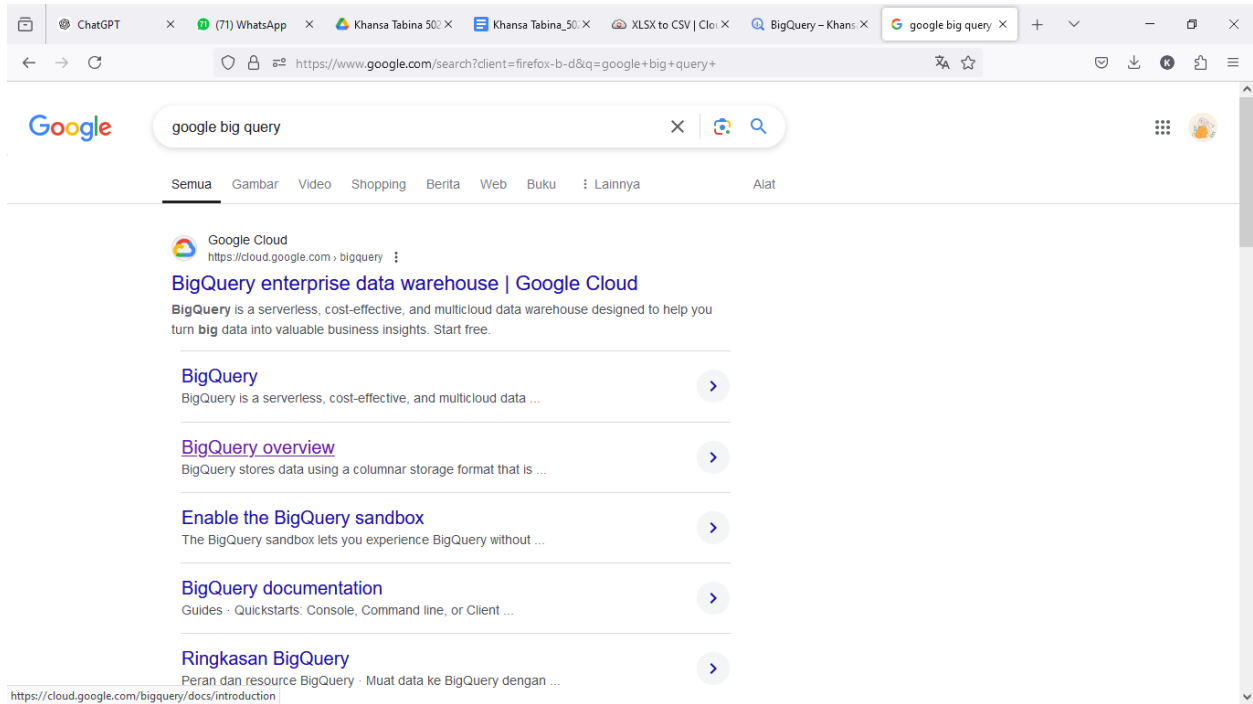 ChatGPT
(71) WhatsApp
Khansa Tabina 502
Khansa Tabina_50.
XLSX to CSV | Clo
BigQuery – Khans
google big query
https://www.google.com/search?client=firefox-b-d&q=google+big+query+
Google
google big query
Semua
Gambar
Video
Shopping
Berita
Web
Buku
Lainnya
Alat
Google Cloud
https://cloud.google.com › bigquery
BigQuery enterprise data warehouse | Google Cloud
BigQuery is a serverless, cost-effective, and multicloud data warehouse designed to help you
turn big data into valuable business insights. Start free.
BigQuery
BigQuery is a serverless, cost-effective, and multicloud data ...
BigQuery overview
BigQuery stores data using a columnar storage format that is ...
Enable the BigQuery sandbox
The BigQuery sandbox lets you experience BigQuery without ...
BigQuery documentation
Guides · Quickstarts: Console, Command line, or Client ...
Ringkasan BigQuery
Peran dan resource BigQuery · Muat data ke BigQuery dengan ...
https://cloud.google.com/bigquery/docs/introduction